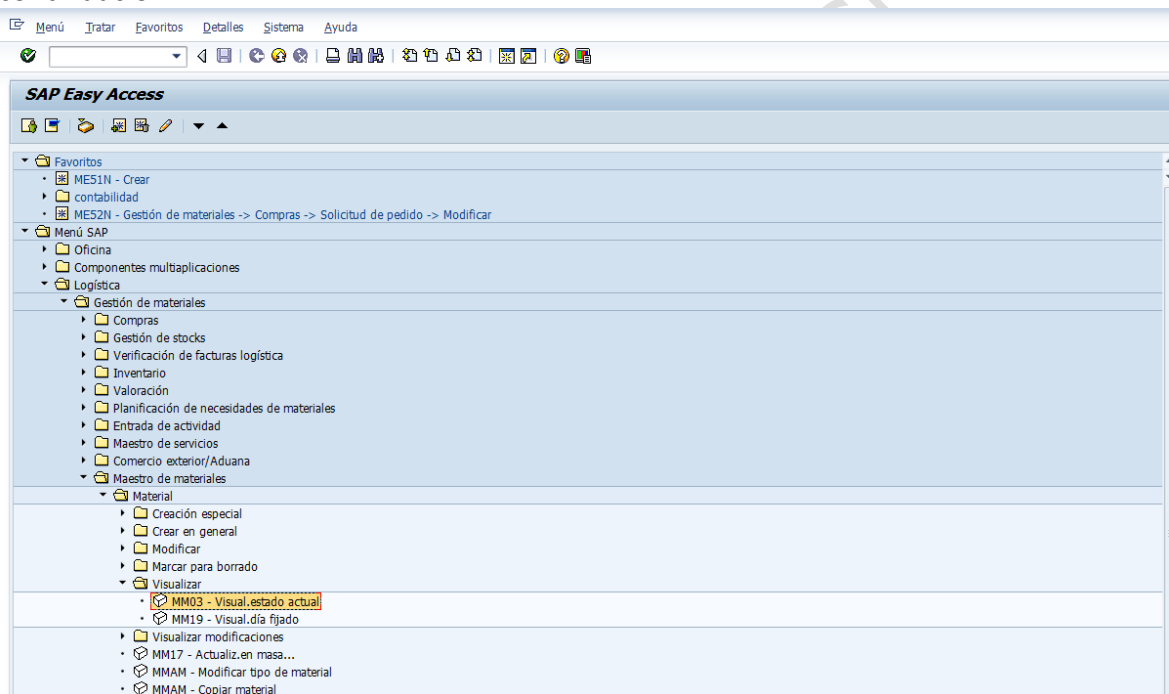 Menú Tratar Favoritos Detalles Sistema Ayuda
SAP Easy Access
Favoritos
ME51N - Crear
contabilidad
ME52N - Gestión de materiales -> Compras -> Solicitud de pedido -> Modificar
Menú SAP
Oficina
Componentes multiaplicaciones
Logística
Gestión de materiales
Compras
Gestión de stocks
Verificación de facturas logística
Inventario
Valoración
Planificación de necesidades de materiales
Entrada de actividad
Maestro de servicios
Comercio exterior/Aduana
Maestro de materiales
Material
Creación especial
Crear en general
Modificar
Marcar para borrado
Visualizar
MM03 - Visual.estado actual
MM19 - Visual.día fijado
Visualizar modificaciones
MM17 - Actualiz.en masa...
MMAM - Modificar tipo de material
MMAM - Copiar material